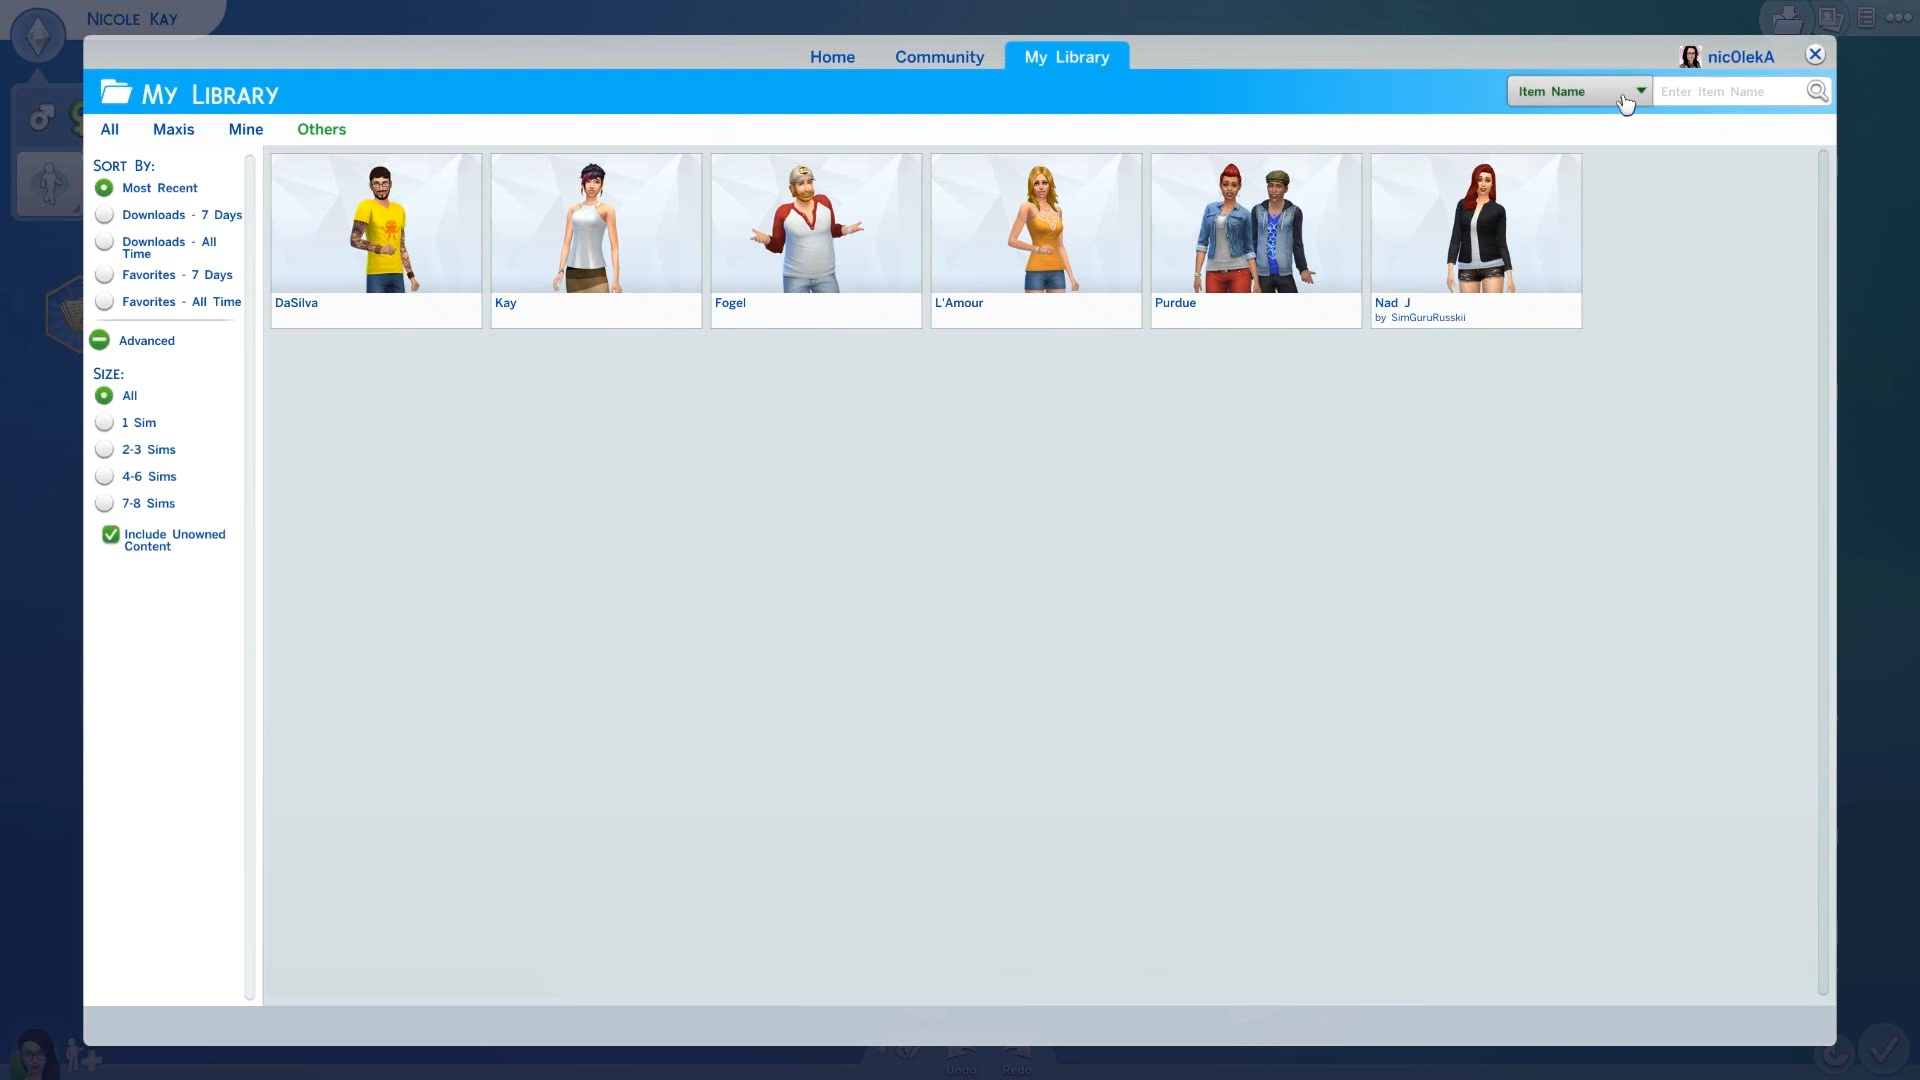 Nicole Kay
Home Community My Library nic0lekA
My Library
Item Name Enter Item Name
All Maxis Mine Others
Sort By:
Most Recent
Downloads - 7 Days
Downloads - All
Time
Favorites - 7 Days
Favorites - All Time
Advanced
Size:
All
1 Sim
2-3 Sims
4-6 Sims
7-8 Sims
Include Unowned
Content
DaSilva
Kay
Fogel
L'Amour
Purdue
Nad J
by SimGuruRusskii
Undo Redo